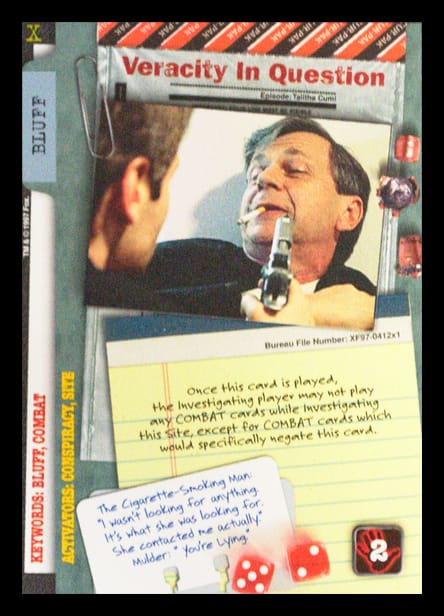 X
BLUFF
TM & © 1997 Fox.
KEYWORDS: BLUFF, COMBAT
ACTIVATORS: CONSPIRACY, SITE
Veracity In Question
Episode: Talitha Cumi
Bureau File Number: XF97-0412x1
Once this card is played,
the Investigating player may not play
any COMBAT cards while Investigating
this Site, except for COMBAT cards which
would specifically negate this card.
The Cigarette-Smoking Man:
"I wasn't looking for anything.
It's what she was looking for.
She contacted me actually."
Mulder: "You're Lying."
2